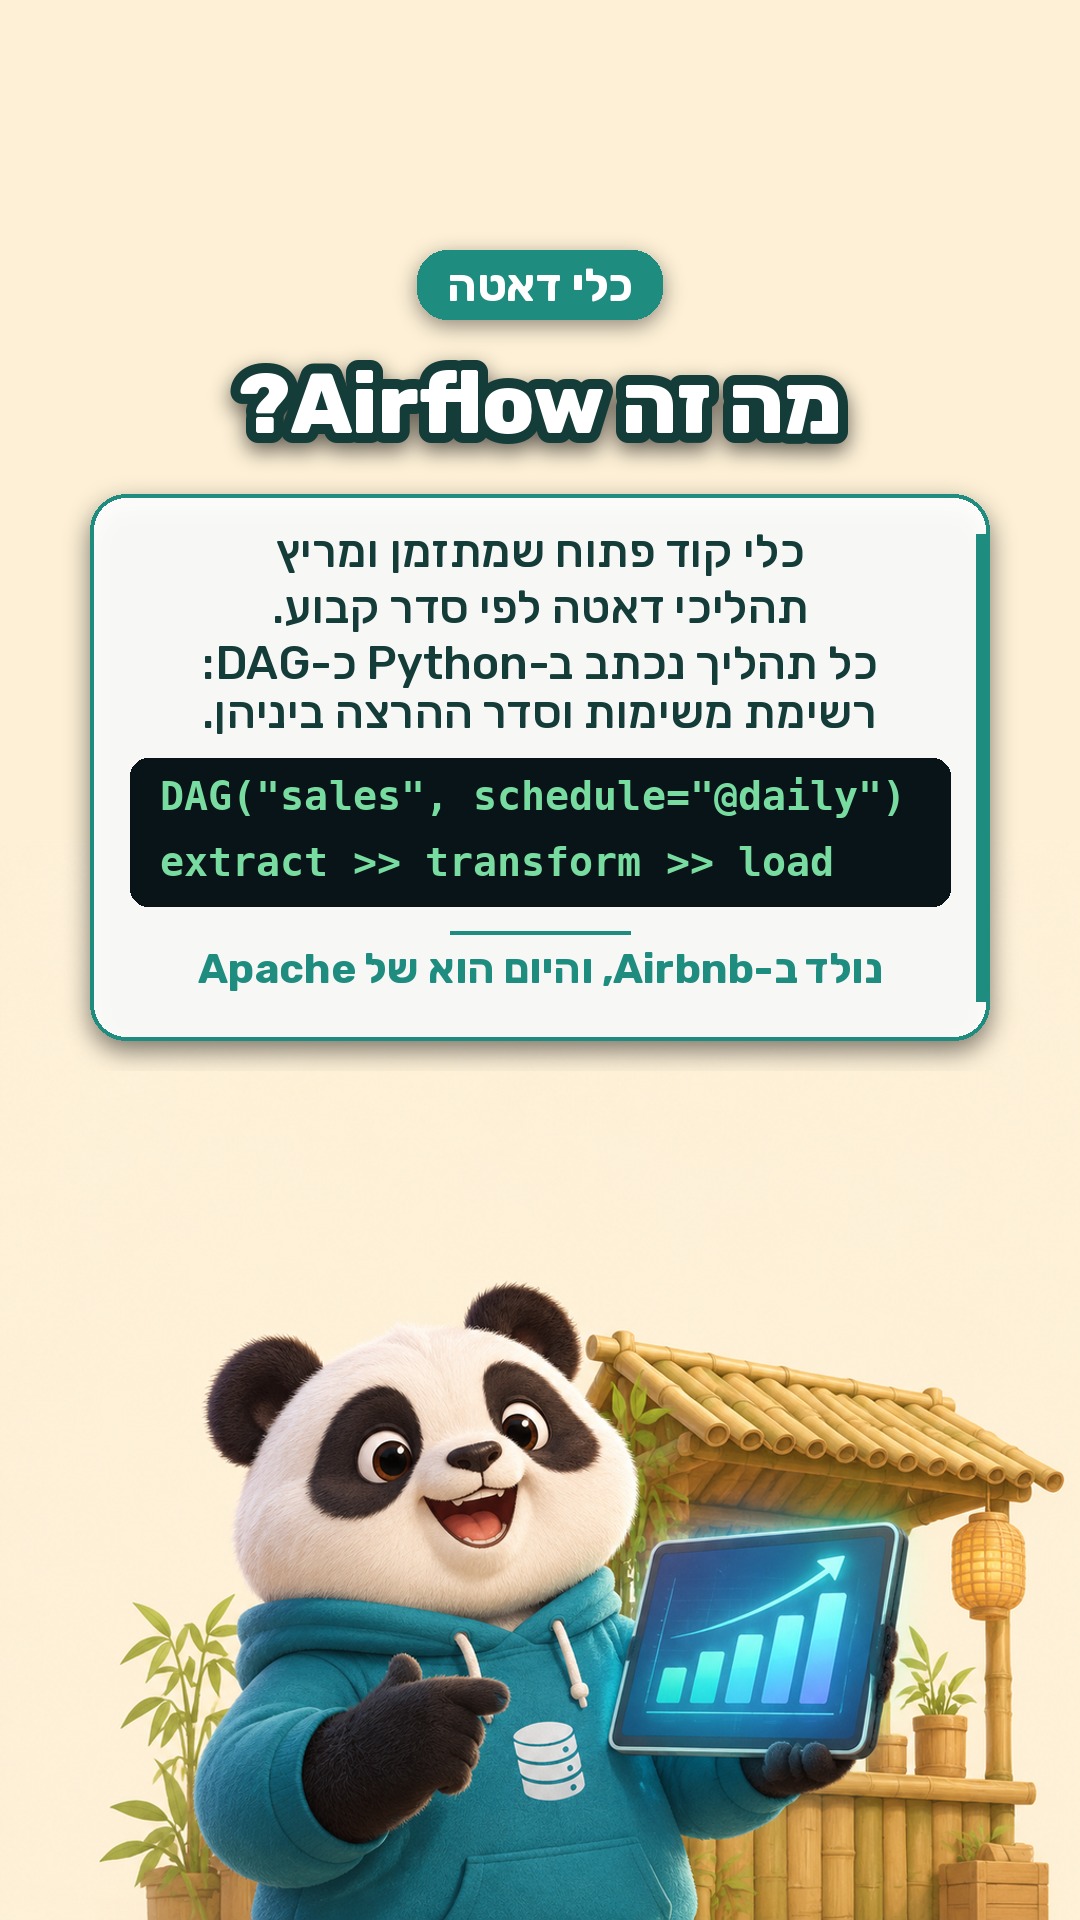 כלי דאטה
מה זה Airflow?
כלי קוד פתוח שמתזמן ומריץ
תהליכי דאטה לפי סדר קבוע.
כל תהליך נכתב ב-Python כ-DAG:
רשימת משימות וסדר ההרצה ביניהן.
DAG("sales", schedule="@daily")
extract >> transform >> load
נולד ב-Airbnb, והיום הוא של Apache